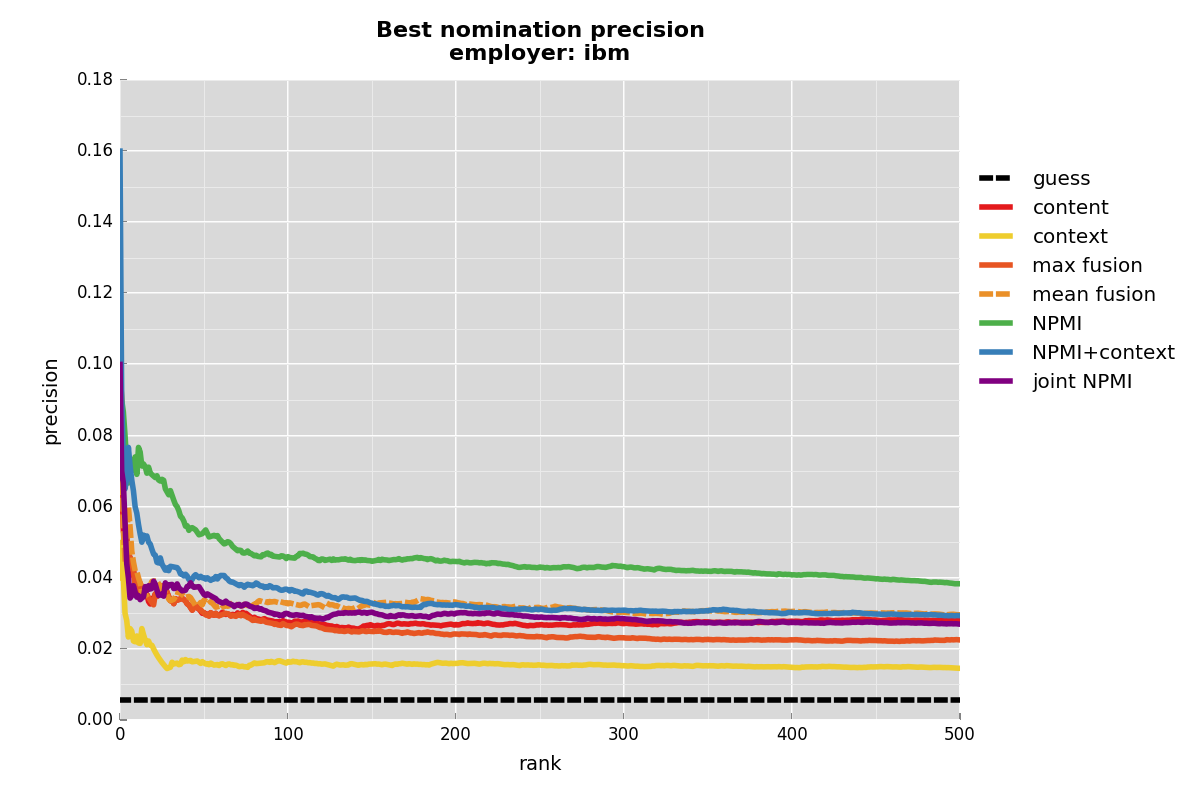 Best nomination precision
employer: ibm
precision
0.18
0.16
0.14
0.12
0.10
0.08
0.06
0.04
0.02
0.00
0 100 200 300 400 500
rank
guess
content
context
max fusion
mean fusion
NPMI
NPMI+context
joint NPMI